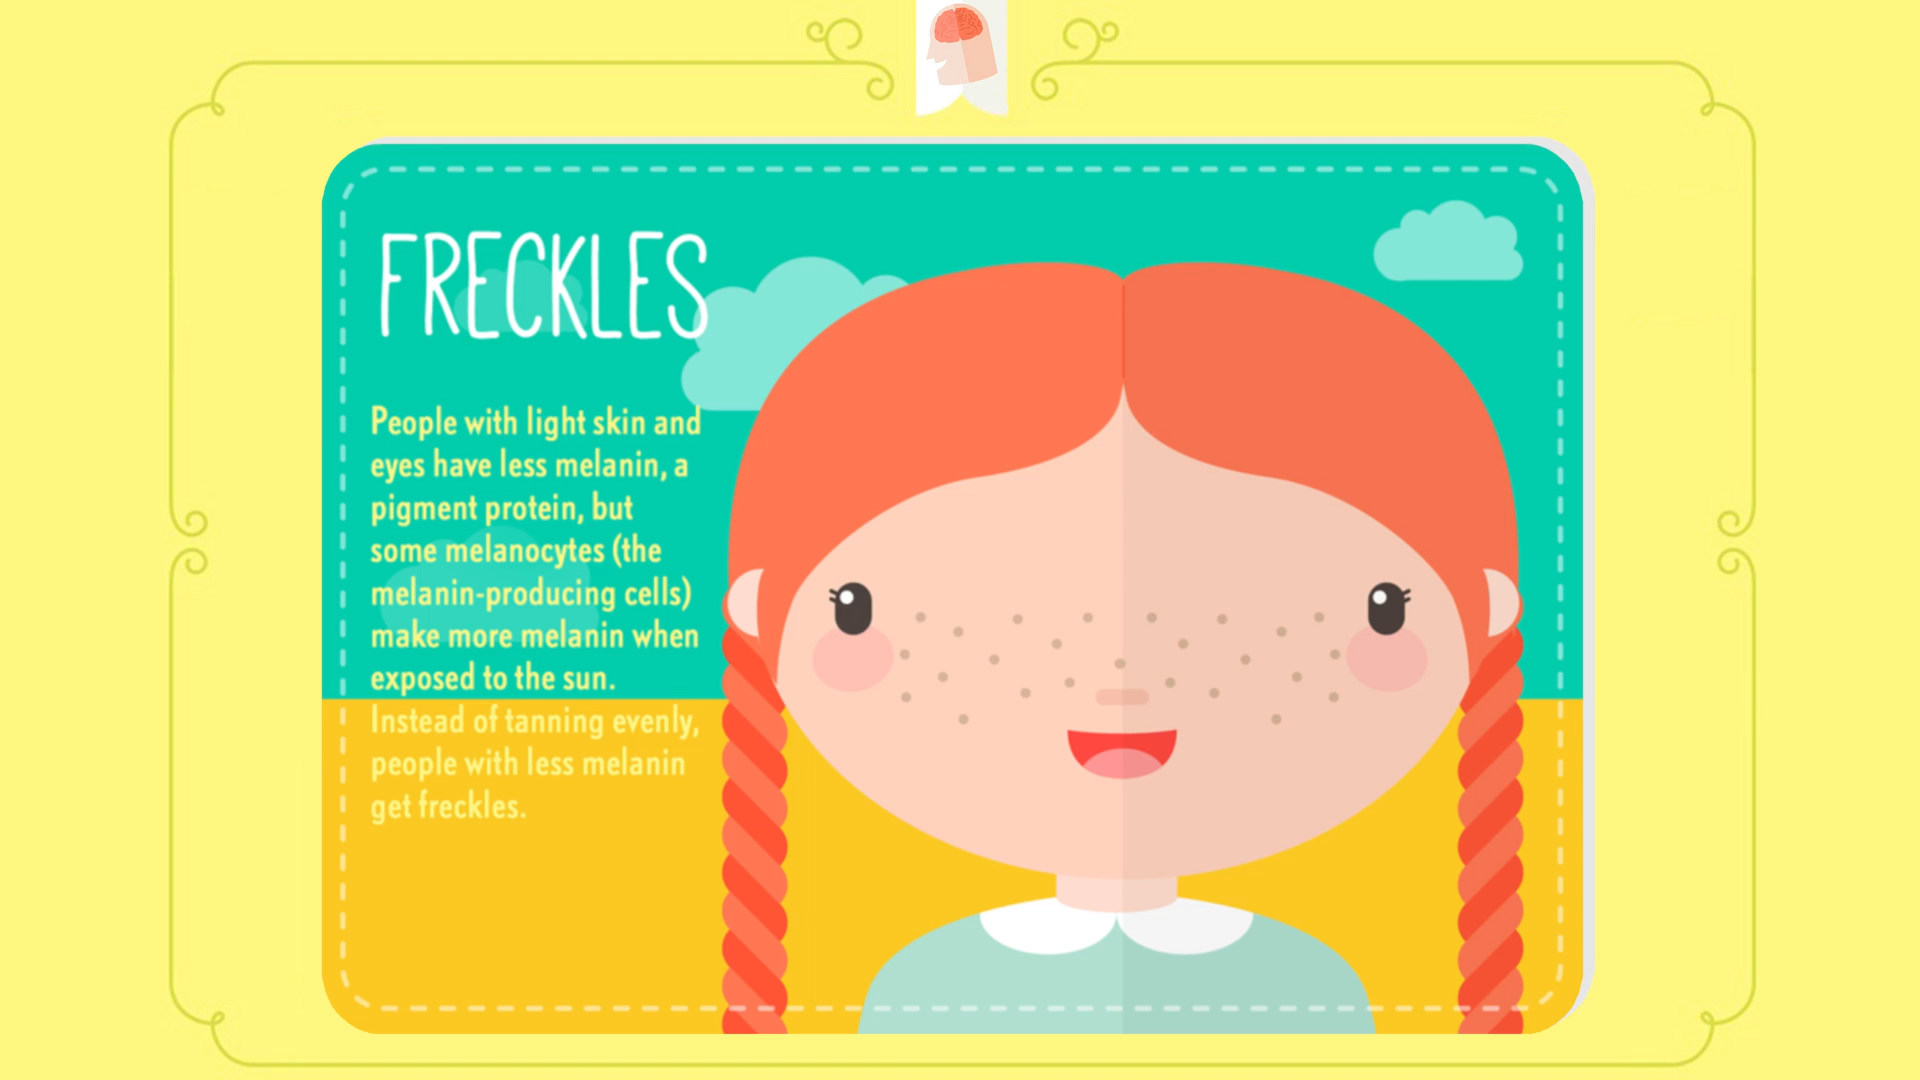 FRECKLES
People with light skin and
eyes have less melanin, a
pigment protein, but
some melanocytes (the
melanin-producing cells)
make more melanin when
exposed to the sun.
Instead of tanning evenly,
people with less melanin
get freckles.